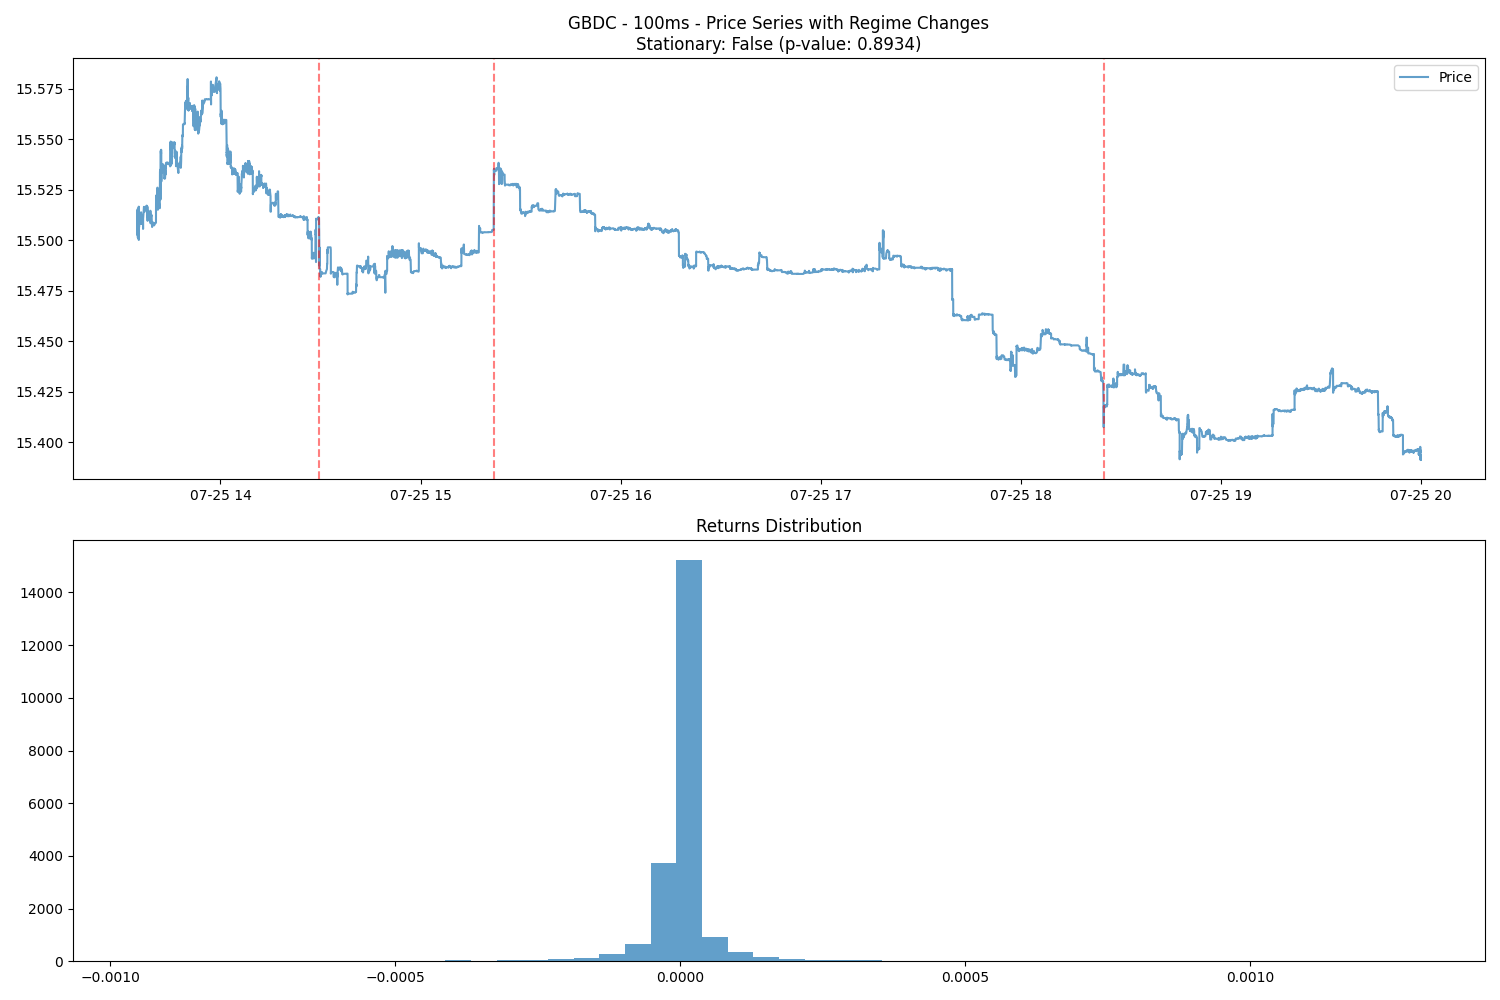 GBDC - 100ms - Price Series with Regime Changes
Stationary: False (p-value: 0.8934)
Price
15.575
15.550
15.525
15.500
15.475
15.450
15.425
15.400
07-25 14 07-25 15 07-25 16 07-25 17 07-25 18 07-25 19 07-25 20
Returns Distribution
14000
12000
10000
8000
6000
4000
2000
0
−0.0010 −0.0005 0.0000 0.0005 0.0010